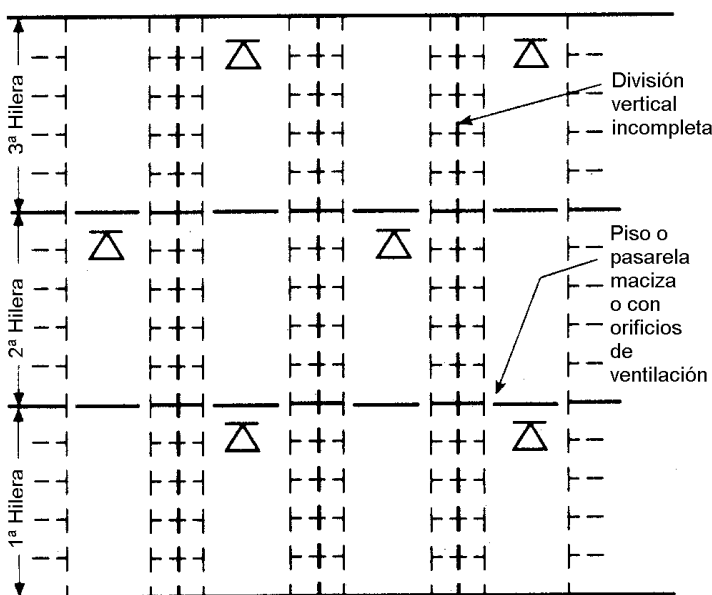 3ª Hilera
2ª Hilera
1ª Hilera
División
vertical
incompleta
Piso o
pasarela
maciza
o con
orificios
de
ventilación